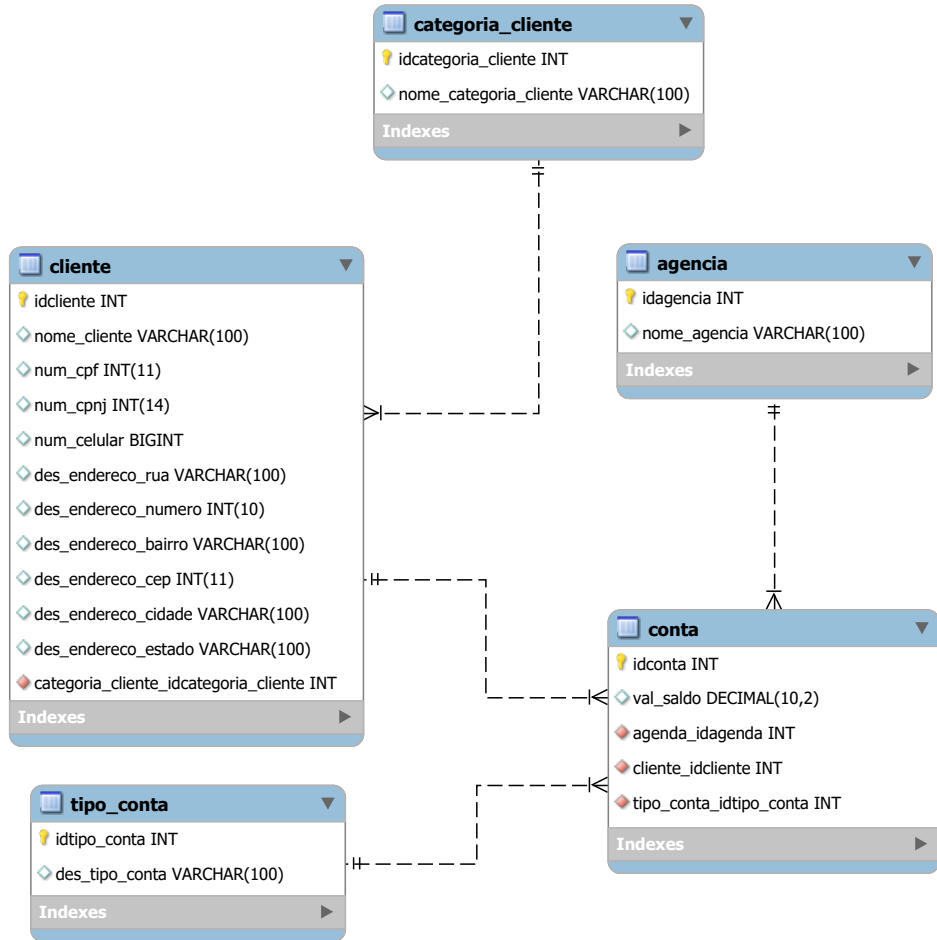 categoria_cliente
idcategoria_cliente INT
nome_categoria_cliente VARCHAR(100)
Indexes
cliente
idcliente INT
nome_cliente VARCHAR(100)
num_cpf INT(11)
num_cpnj INT(14)
num_celular BIGINT
des_endereco_rua VARCHAR(100)
des_endereco_numero INT(10)
des_endereco_bairro VARCHAR(100)
des_endereco_cep INT(11)
des_endereco_cidade VARCHAR(100)
des_endereco_estado VARCHAR(100)
categoria_cliente_idcategoria_cliente INT
Indexes
agencia
idagencia INT
nome_agencia VARCHAR(100)
Indexes
conta
idconta INT
val_saldo DECIMAL(10,2)
agenda_idagenda INT
cliente_idcliente INT
tipo_conta_idtipo_conta INT
Indexes
tipo_conta
idtipo_conta INT
des_tipo_conta VARCHAR(100)
Indexes